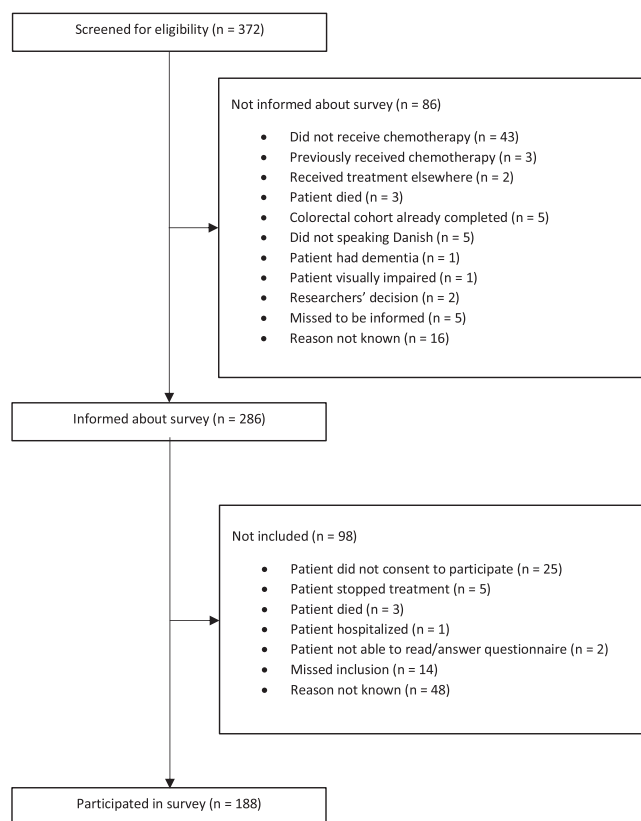 Screened for eligibility (n = 372)
Not informed about survey (n = 86)
• Did not receive chemotherapy (n = 43)
• Previously received chemotherapy (n = 3)
• Received treatment elsewhere (n = 2)
• Patient died (n = 3)
• Colorectal cohort already completed (n = 5)
• Did not speaking Danish (n = 5)
• Patient had dementia (n = 1)
• Patient visually impaired (n = 1)
• Researchers’ decision (n = 2)
• Missed to be informed (n = 5)
• Reason not known (n = 16)
Informed about survey (n = 286)
Not included (n = 98)
• Patient did not consent to participate (n = 25)
• Patient stopped treatment (n = 5)
• Patient died (n = 3)
• Patient hospitalized (n = 1)
• Patient not able to read/answer questionnaire (n = 2)
• Missed inclusion (n = 14)
• Reason not known (n = 48)
Participated in survey (n = 188)